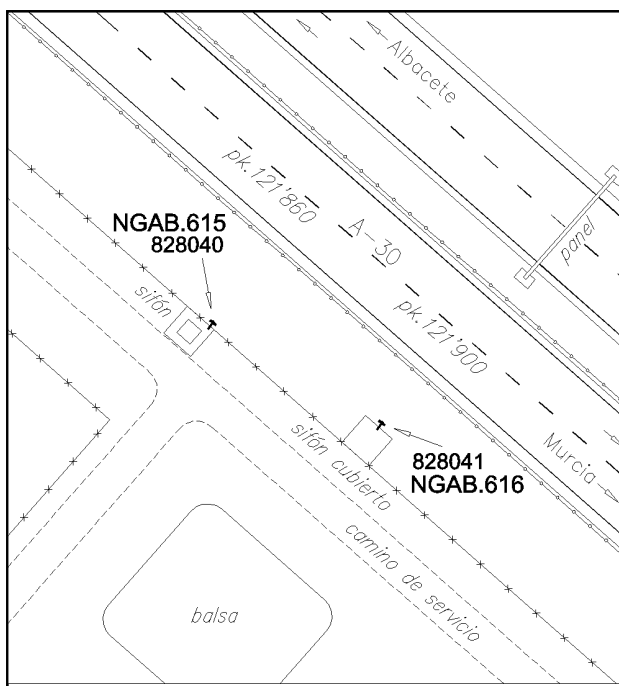 Albacete
pk.121'860
A-30
panel
NGAB.615
828040
sifón
pk.121'900
828041
NGAB.616
Murcia
sifón cubierto
camino de servicio
balsa